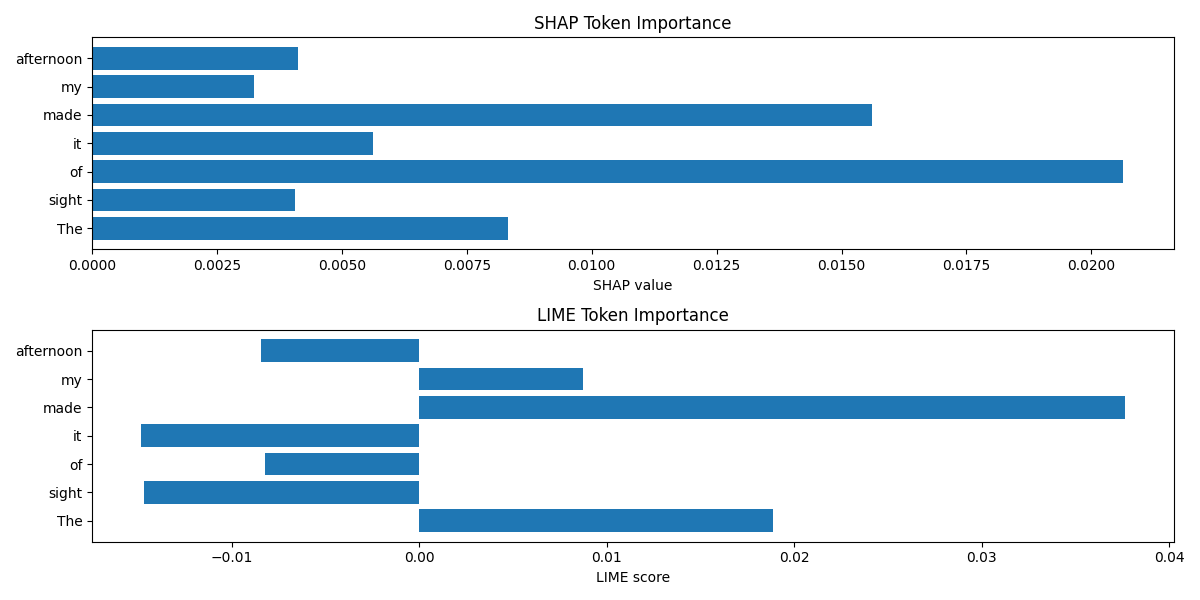 SHAP Token Importance
afternoon
my
made
it
of
sight
The
0.0000 0.0025 0.0050 0.0075 0.0100 0.0125 0.0150 0.0175 0.0200
SHAP value
LIME Token Importance
afternoon
my
made
it
of
sight
The
−0.01 0.00 0.01 0.02 0.03 0.04
LIME score